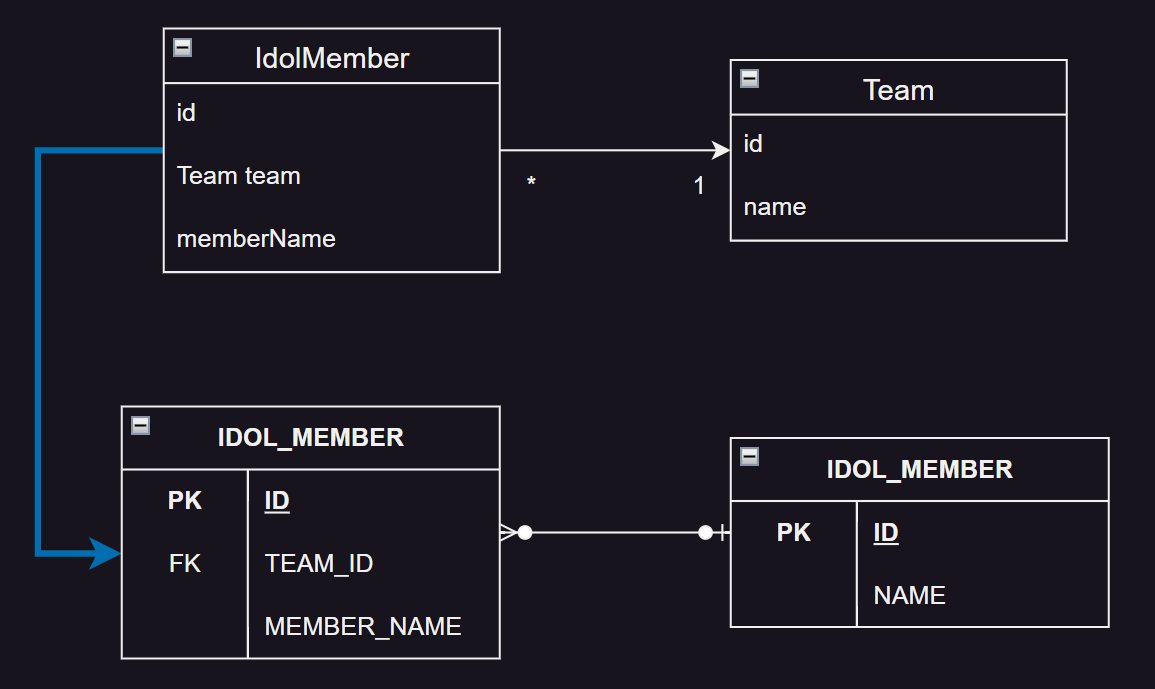 IdolMember
id
Team team
memberName
Team
id
name
*
1
IDOL_MEMBER
PK ID
FK TEAM_ID
MEMBER_NAME
IDOL_MEMBER
PK ID
NAME